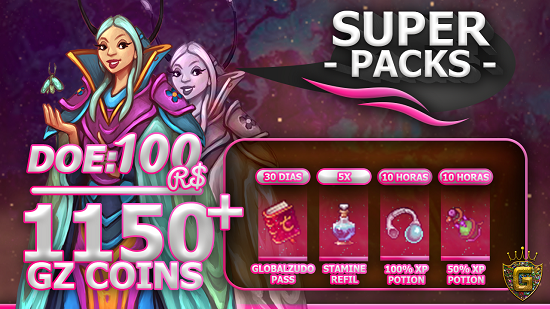 SUPER
- PACKS -
DOE: 100
R$
1150+
GZ COINS
30 DIAS
GLOBALZUDO
PASS
5X
STAMINE
REFIL
10 HORAS
100% XP
POTION
10 HORAS
50% XP
POTION
G